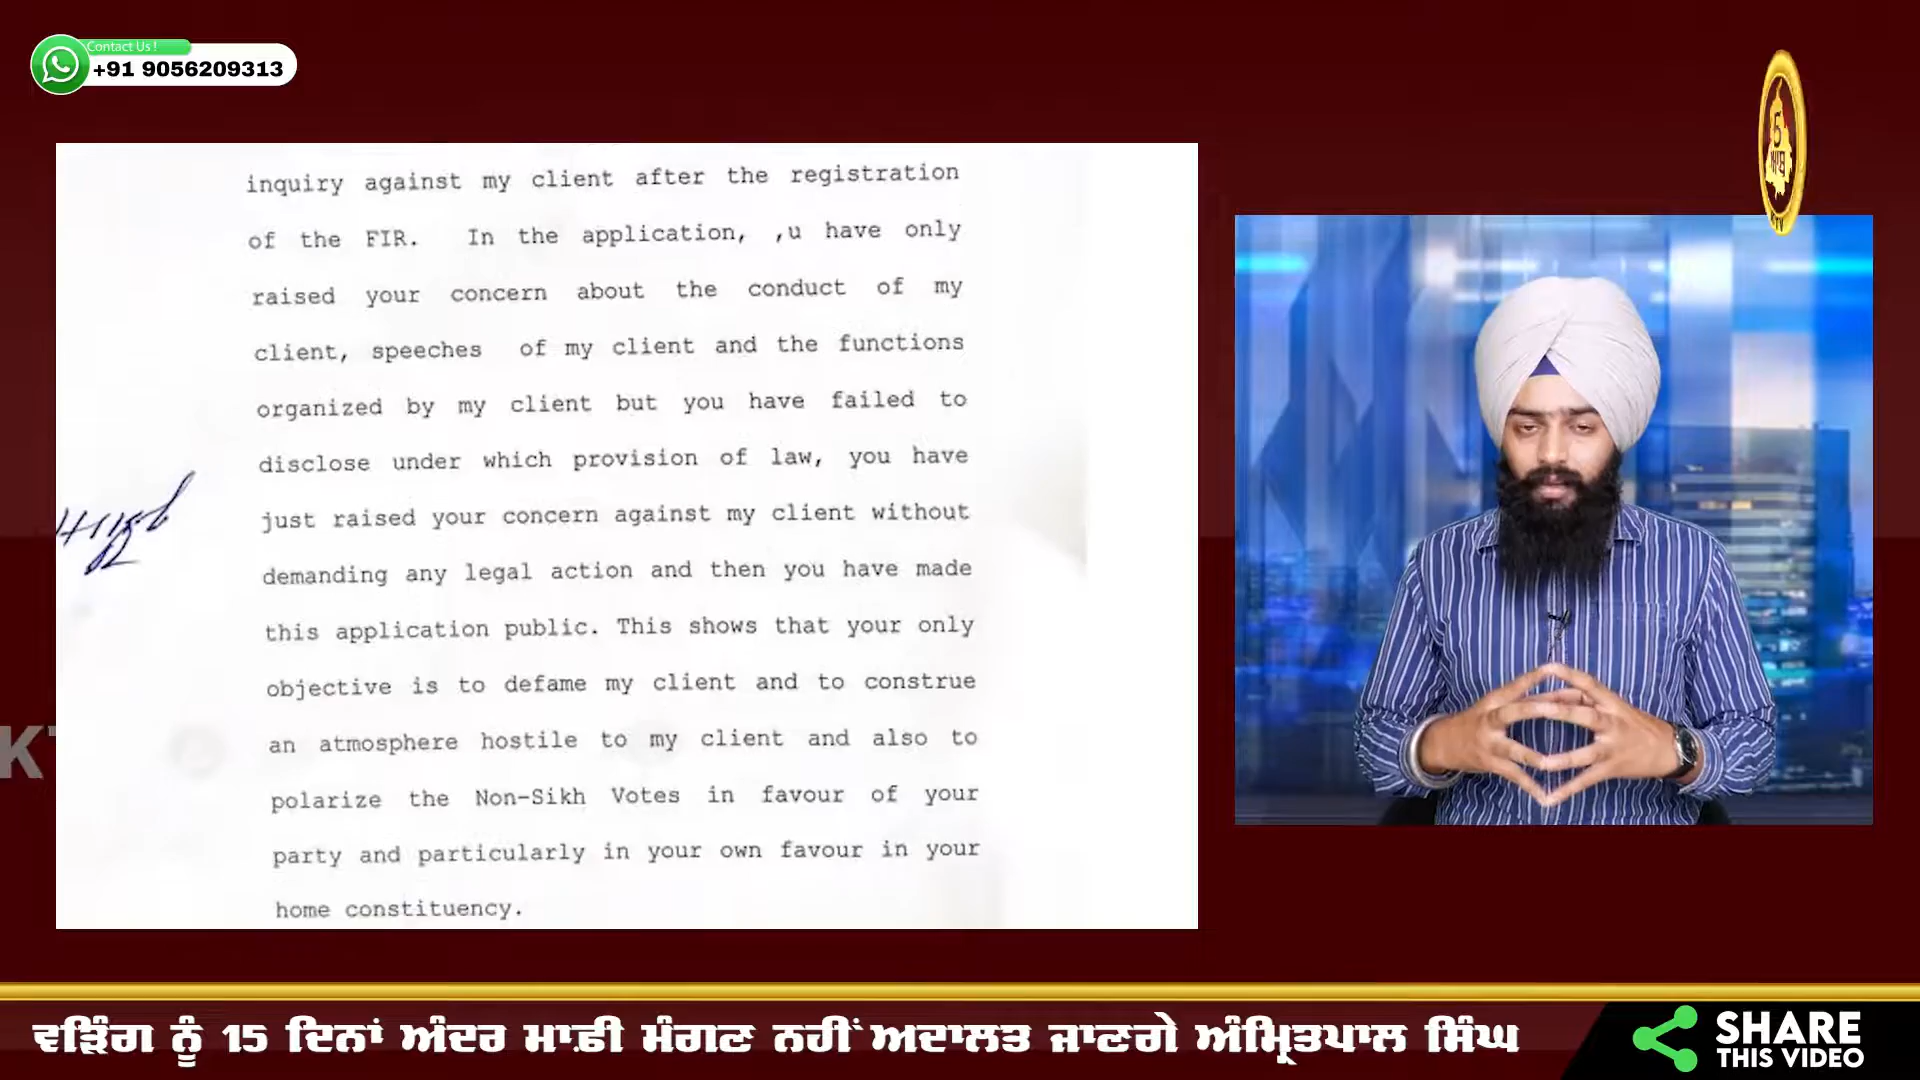 Contact Us !
+91 9056209313
5
ਆਬ
KTV
inquiry against my client after the registration
of the FIR. In the application, ,u have only
raised your concern about the conduct of my
client, speeches of my client and the functions
organized by my client but you have failed to
disclose under which provision of law, you have
just raised your concern against my client without
demanding any legal action and then you have made
this application public. This shows that your only
objective is to defame my client and to construe
an atmosphere hostile to my client and also to
polarize the Non-Sikh Votes in favour of your
party and particularly in your own favour in your
home constituency.
ਵੜਿੰਗ ਨੂੰ 15 ਦਿਨਾਂ ਅੰਦਰ ਮਾਫ਼ੀ ਮੰਗਣ ਨਹੀਂ ਅਦਾਲਤ ਜਾਣਗੇ ਅੰਮ੍ਰਿਤਪਾਲ ਸਿੰਘ
SHARE
THIS VIDEO